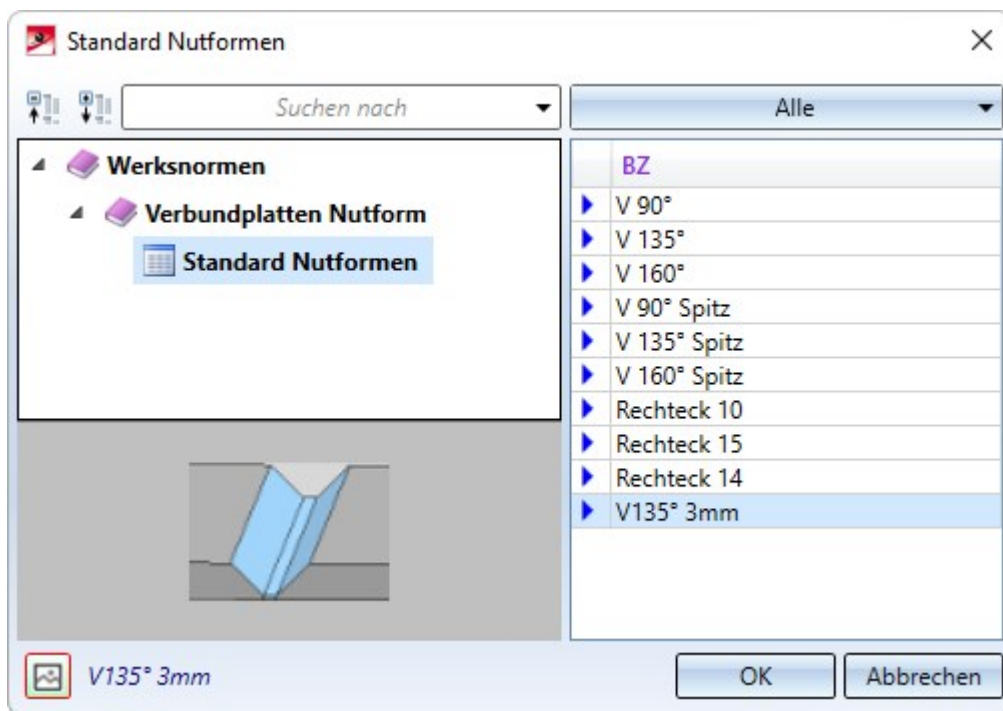 Standard Nutformen
Suchen nach
Alle
Werksnormen
Verbundplatten Nutform
Standard Nutformen
BZ
V 90°
V 135°
V 160°
V 90° Spitz
V 135° Spitz
V 160° Spitz
Rechteck 10
Rechteck 15
Rechteck 14
V135° 3mm
V135° 3mm
OK
Abbrechen